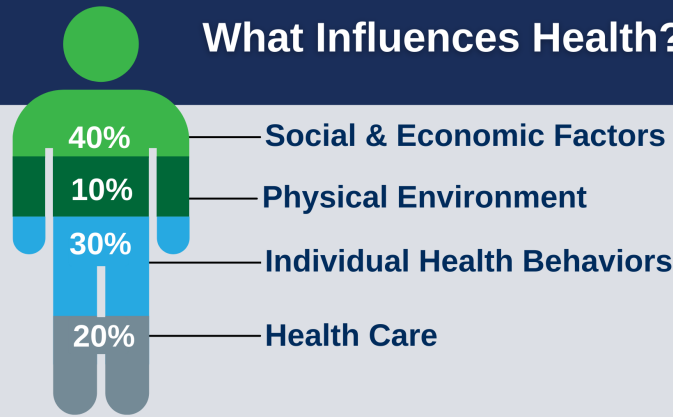 What Influences Health?
40% Social & Economic Factors
10% Physical Environment
30% Individual Health Behaviors
20% Health Care